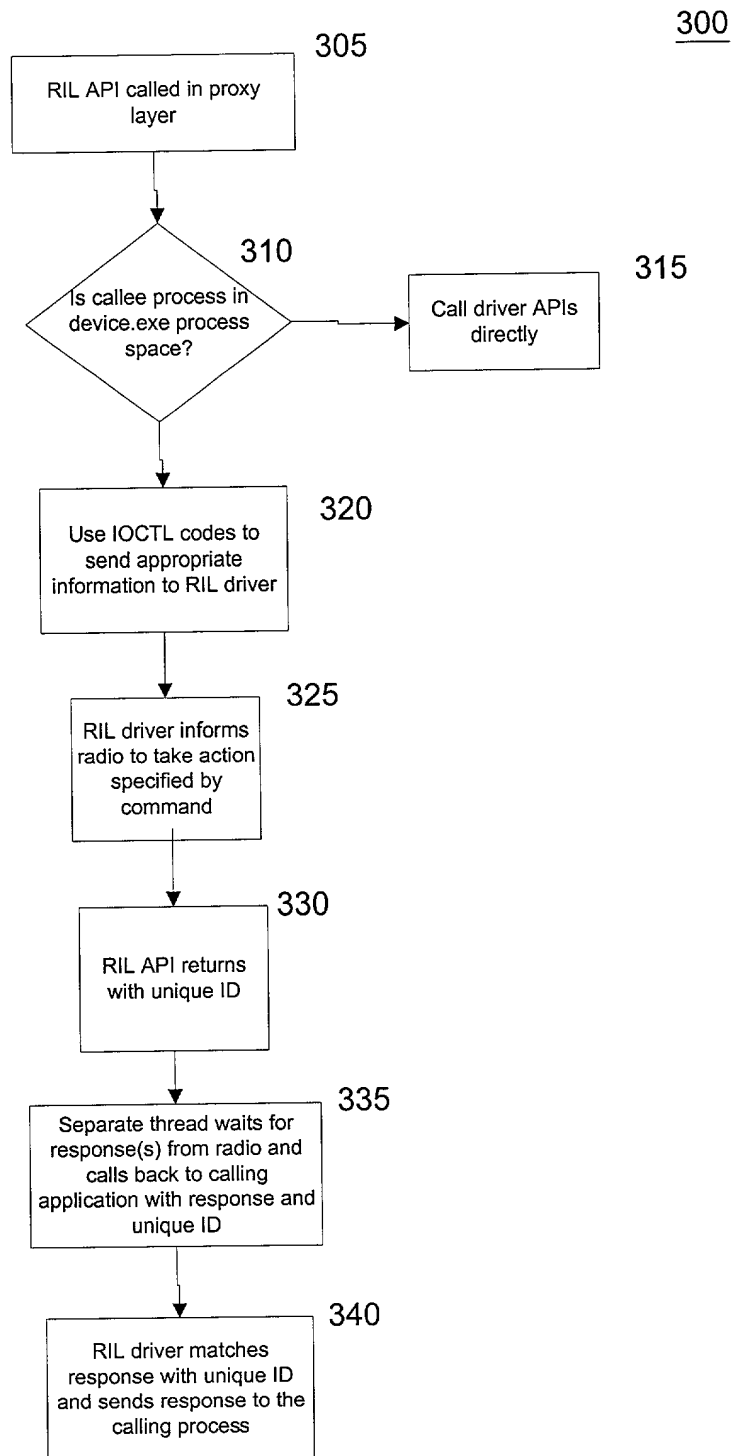 300
305
RIL API called in proxy
layer
310
Is callee process in
device.exe process
space?
315
Call driver APIs
directly
320
Use IOCTL codes to
send appropriate
information to RIL driver
325
RIL driver informs
radio to take action
specified by
command
330
RIL API returns
with unique ID
335
Separate thread waits for
response(s) from radio and
calls back to calling
application with response and
unique ID
340
RIL driver matches
response with unique ID
and sends response to the
calling process